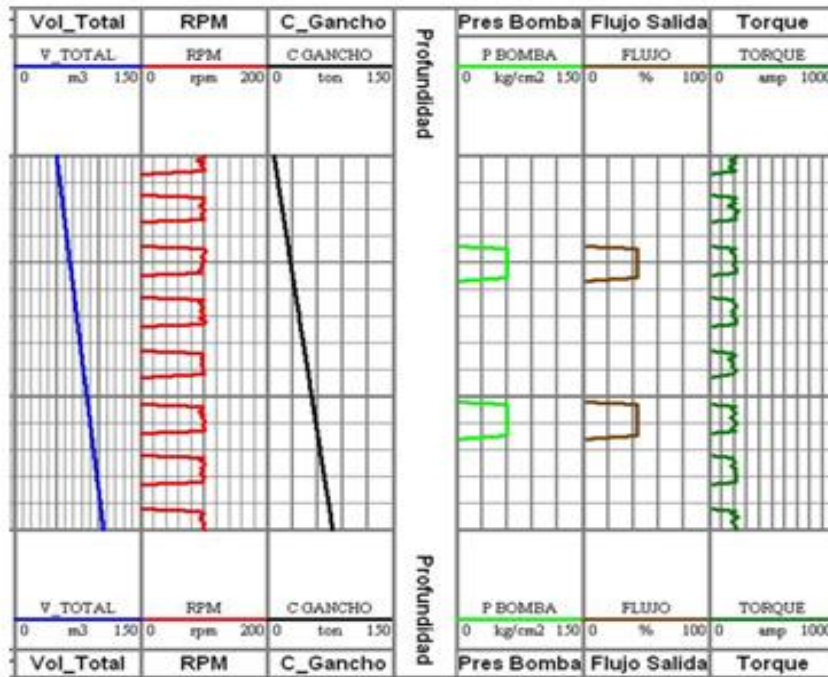 Vol_Total RPM C_Gancho Pres Bomba Flujo Salida Torque
V_TOTAL RPM C GANCHO P BOMBA FLUJO TORQUE
0 m3 150 0 rpm 200 0 ton 150 0 kg/cm2 150 0 % 100 0 amp 1000
Profundidad
Profundidad
V_TOTAL RPM C GANCHO P BOMBA FLUJO TORQUE
0 m3 150 0 rpm 200 0 ton 150 0 kg/cm2 150 0 % 100 0 amp 1000
Vol_Total RPM C_Gancho Pres Bomba Flujo Salida Torque